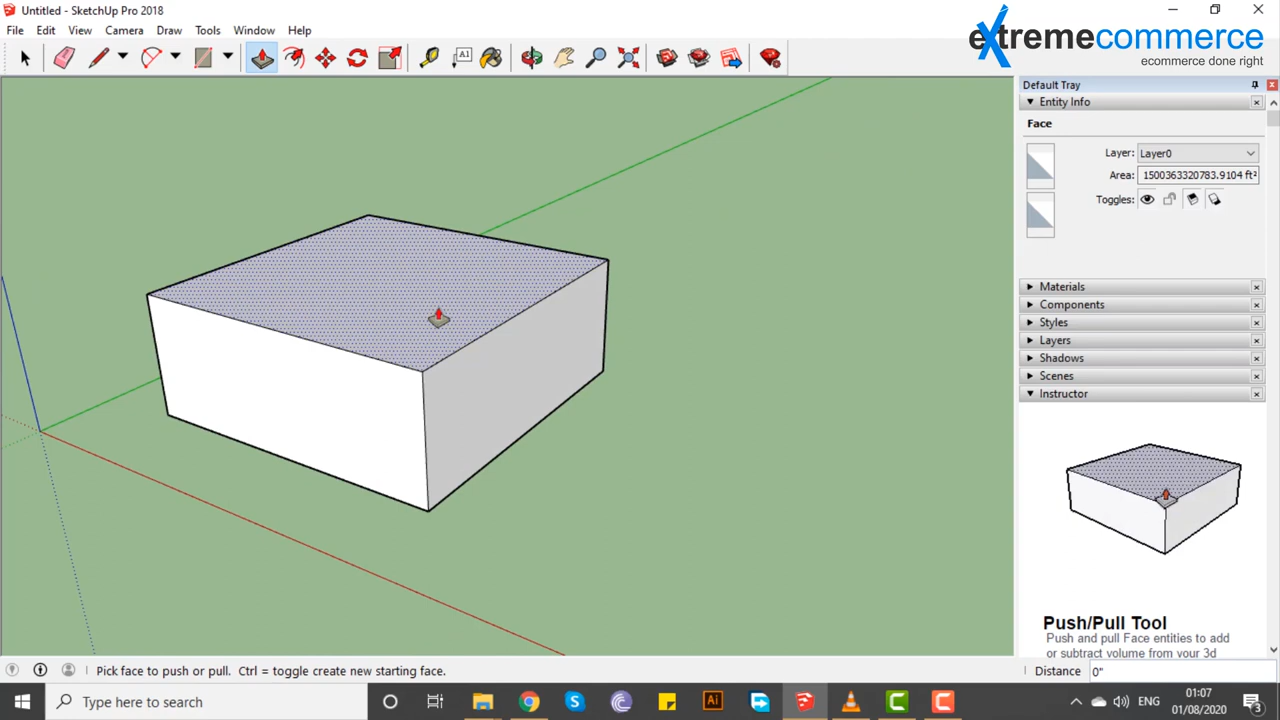 Untitled - SketchUp Pro 2018
File Edit View Camera Draw Tools Window Help
extremecommerce
ecommerce done right
A1
Default Tray
Entity Info
Face
Layer: Layer0
Area: 1500363320783.9104 ft²
Toggles:
Materials
Components
Styles
Layers
Shadows
Scenes
Instructor
Push/Pull Tool
Push and pull Face entities to add
or subtract volume from your 3d
Pick face to push or pull. Ctrl = toggle create new starting face.
Distance 0"
Type here to search
Ai
ENG
01:07
01/08/2020
3